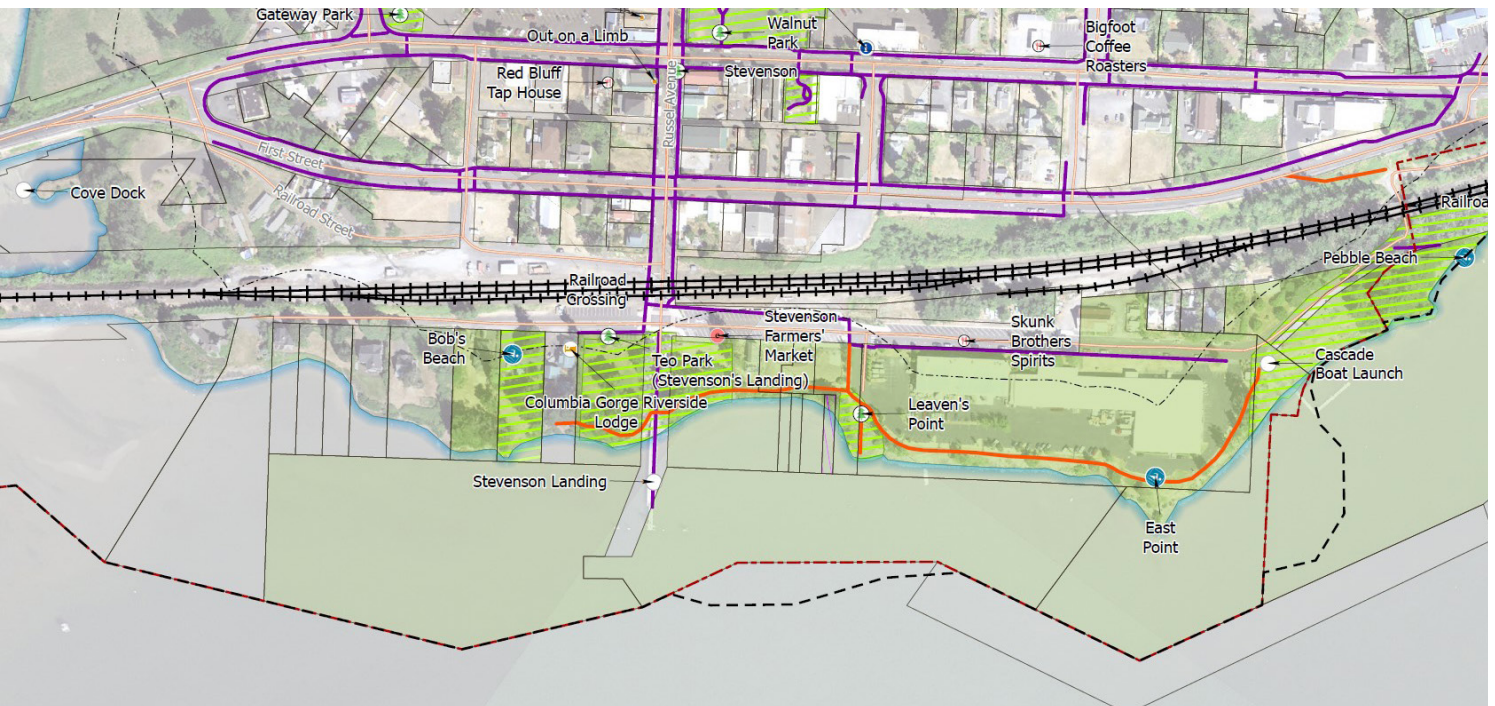 Gateway Park
Walnut
Park
Out on a Limb
Bigfoot
Coffee
Roasters
Red Bluff
Tap House
Stevenson
Russel Avenue
First Street
Railroad Street
Cove Dock
Railroa
Pebble Beach
Railroad
Crossing
Stevenson
Farmers'
Market
Skunk
Brothers
Spirits
Bob's
Beach
Teo Park
(Stevenson's Landing)
Cascade
Boat Launch
Columbia Gorge Riverside
Lodge
Leaven's
Point
Stevenson Landing
East
Point